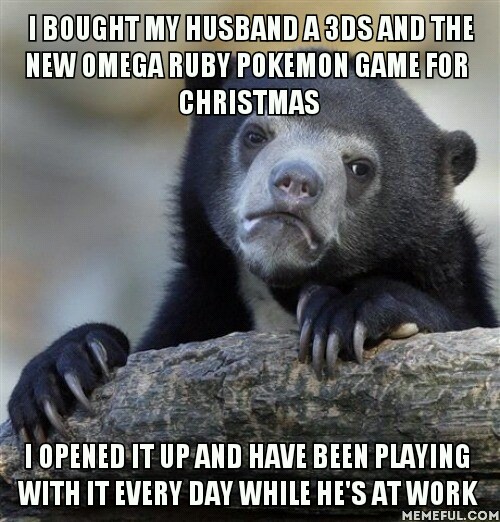 I BOUGHT MY HUSBAND A 3DS AND THE
NEW OMEGA RUBY POKEMON GAME FOR
CHRISTMAS
I OPENED IT UP AND HAVE BEEN PLAYING
WITH IT EVERY DAY WHILE HE'S AT WORK
MEMEFUL.COM